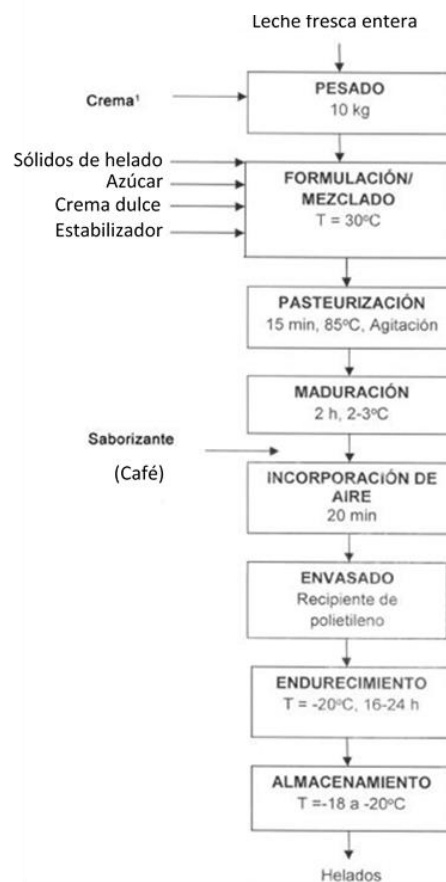 Leche fresca entera
Crema¹
PESADO
10 kg
Sólidos de helado
Azúcar
Crema dulce
Estabilizador
FORMULACIÓN/
MEZCLADO
T = 30ºC
PASTEURIZACIÓN
15 min, 85ºC, Agitación
MADURACIÓN
2 h, 2-3ºC
Saborizante
(Café)
INCORPORACIÓN DE
AIRE
20 min
ENVASADO
Recipiente de
polietileno
ENDURECIMIENTO
T = -20ºC, 16-24 h
ALMACENAMIENTO
T =-18 a -20ºC
Helados